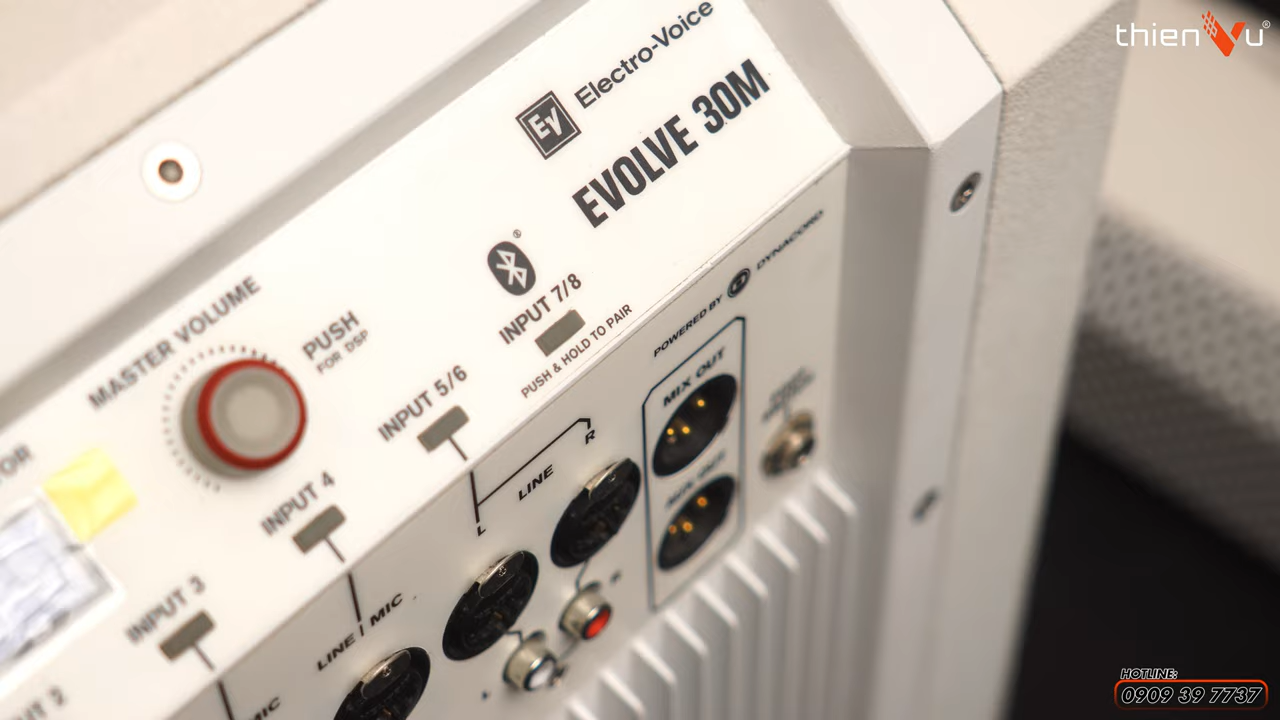 thienVu®
EV Electro-Voice
EVOLVE 30M
MASTER VOLUME
PUSH
FOR DSP
INPUT 7/8
PUSH & HOLD TO PAIR
POWERED BY DYNACORD
INPUT 5/6
MIX OUT
R
LINE
L
INPUT 4
INPUT 3
LINE / MIC
MIC
HOTLINE:
0909 39 7737